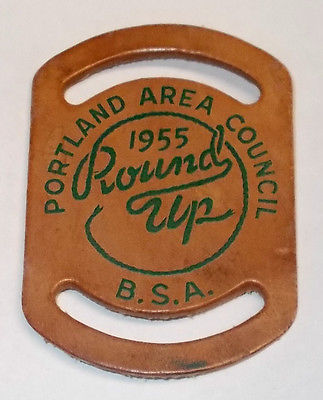 PORTLAND AREA COUNCIL
1955
Round
Up
B.S.A.